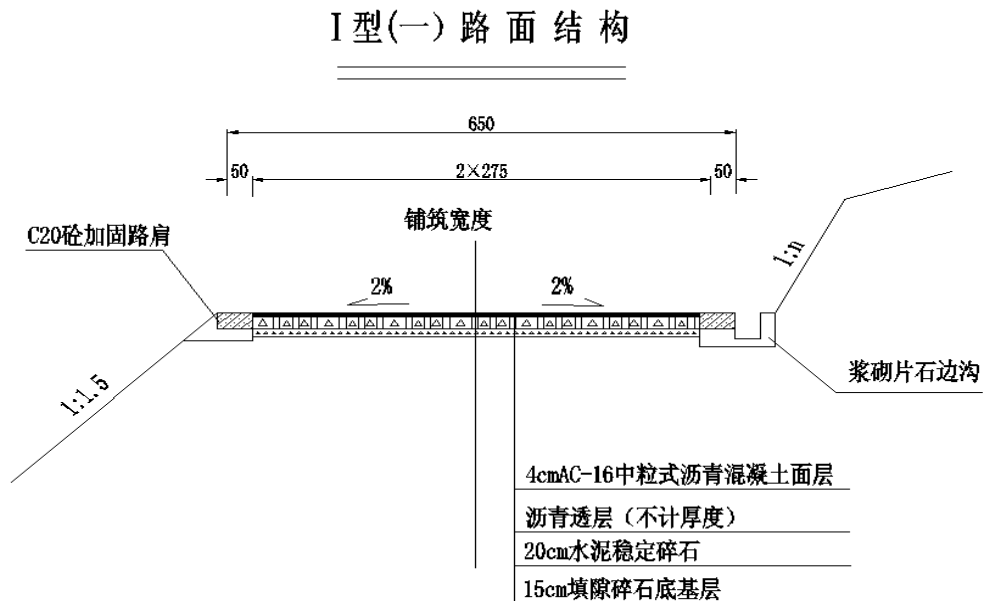 I型(一)路面结构
650
50 2×275 50
铺筑宽度
C20砼加固路肩
1:n
2% 2%
浆砌片石边沟
1:1.5
4cmAC-16中粒式沥青混凝土面层
沥青透层（不计厚度）
20cm水泥稳定碎石
15cm填隙碎石底基层